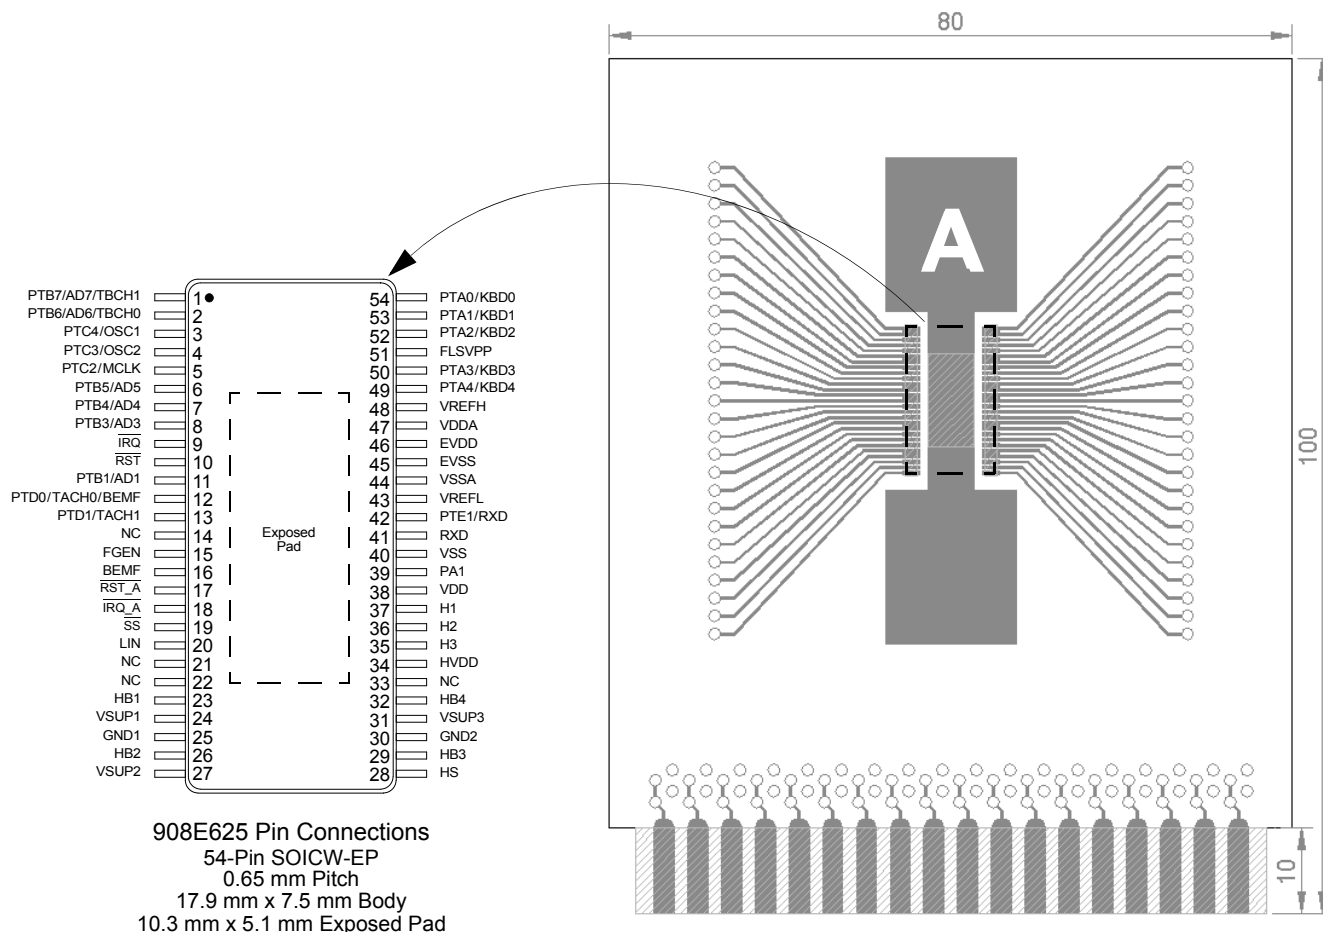 80
100
10
A
PTB7/AD7/TBCH1 1 54 PTA0/KBD0
PTB6/AD6/TBCH0 2 53 PTA1/KBD1
PTC4/OSC1 3 52 PTA2/KBD2
PTC3/OSC2 4 51 FLSVPP
PTC2/MCLK 5 50 PTA3/KBD3
PTB5/AD5 6 49 PTA4/KBD4
PTB4/AD4 7 48 VREFH
PTB3/AD3 8 47 VDDA
IRQ 9 46 EVDD
RST 10 45 EVSS
PTB1/AD1 11 44 VSSA
PTD0/TACH0/BEMF 12 43 VREFL
PTD1/TACH1 13 42 PTE1/RXD
NC 14 41 RXD
FGEN 15 40 VSS
BEMF 16 39 PA1
RST_A 17 38 VDD
IRQ_A 18 37 H1
SS 19 36 H2
LIN 20 35 H3
NC 21 34 HVDD
NC 22 33 NC
HB1 23 32 HB4
VSUP1 24 31 VSUP3
GND1 25 30 GND2
HB2 26 29 HB3
VSUP2 27 28 HS
Exposed
Pad
908E625 Pin Connections
54-Pin SOICW-EP
0.65 mm Pitch
17.9 mm x 7.5 mm Body
10.3 mm x 5.1 mm Exposed Pad